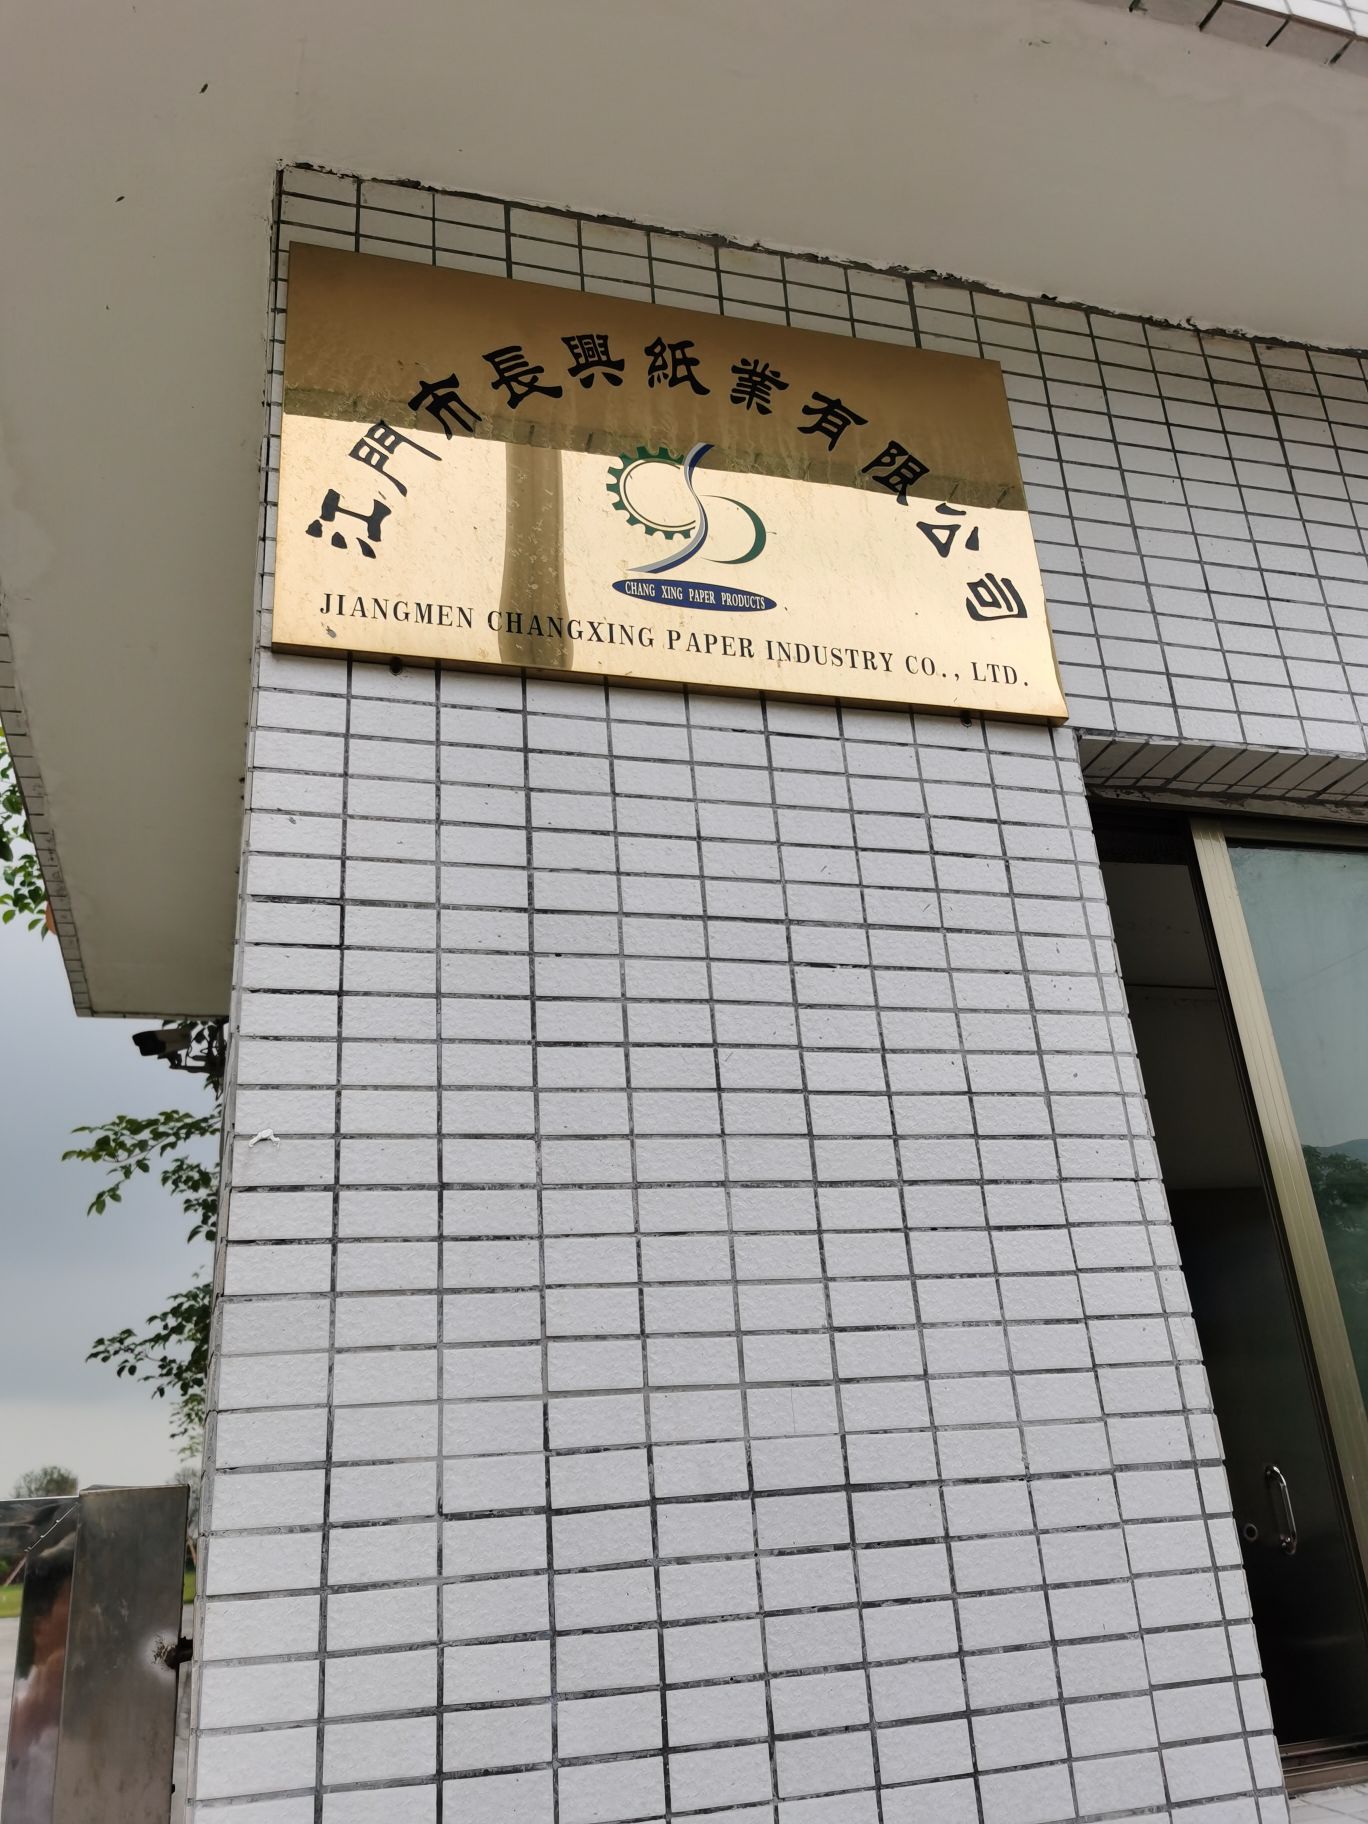 江門市長興紙業有限公司
CHANG XING PAPER PRODUCTS
JIANGMEN CHANGXING PAPER INDUSTRY CO., LTD.